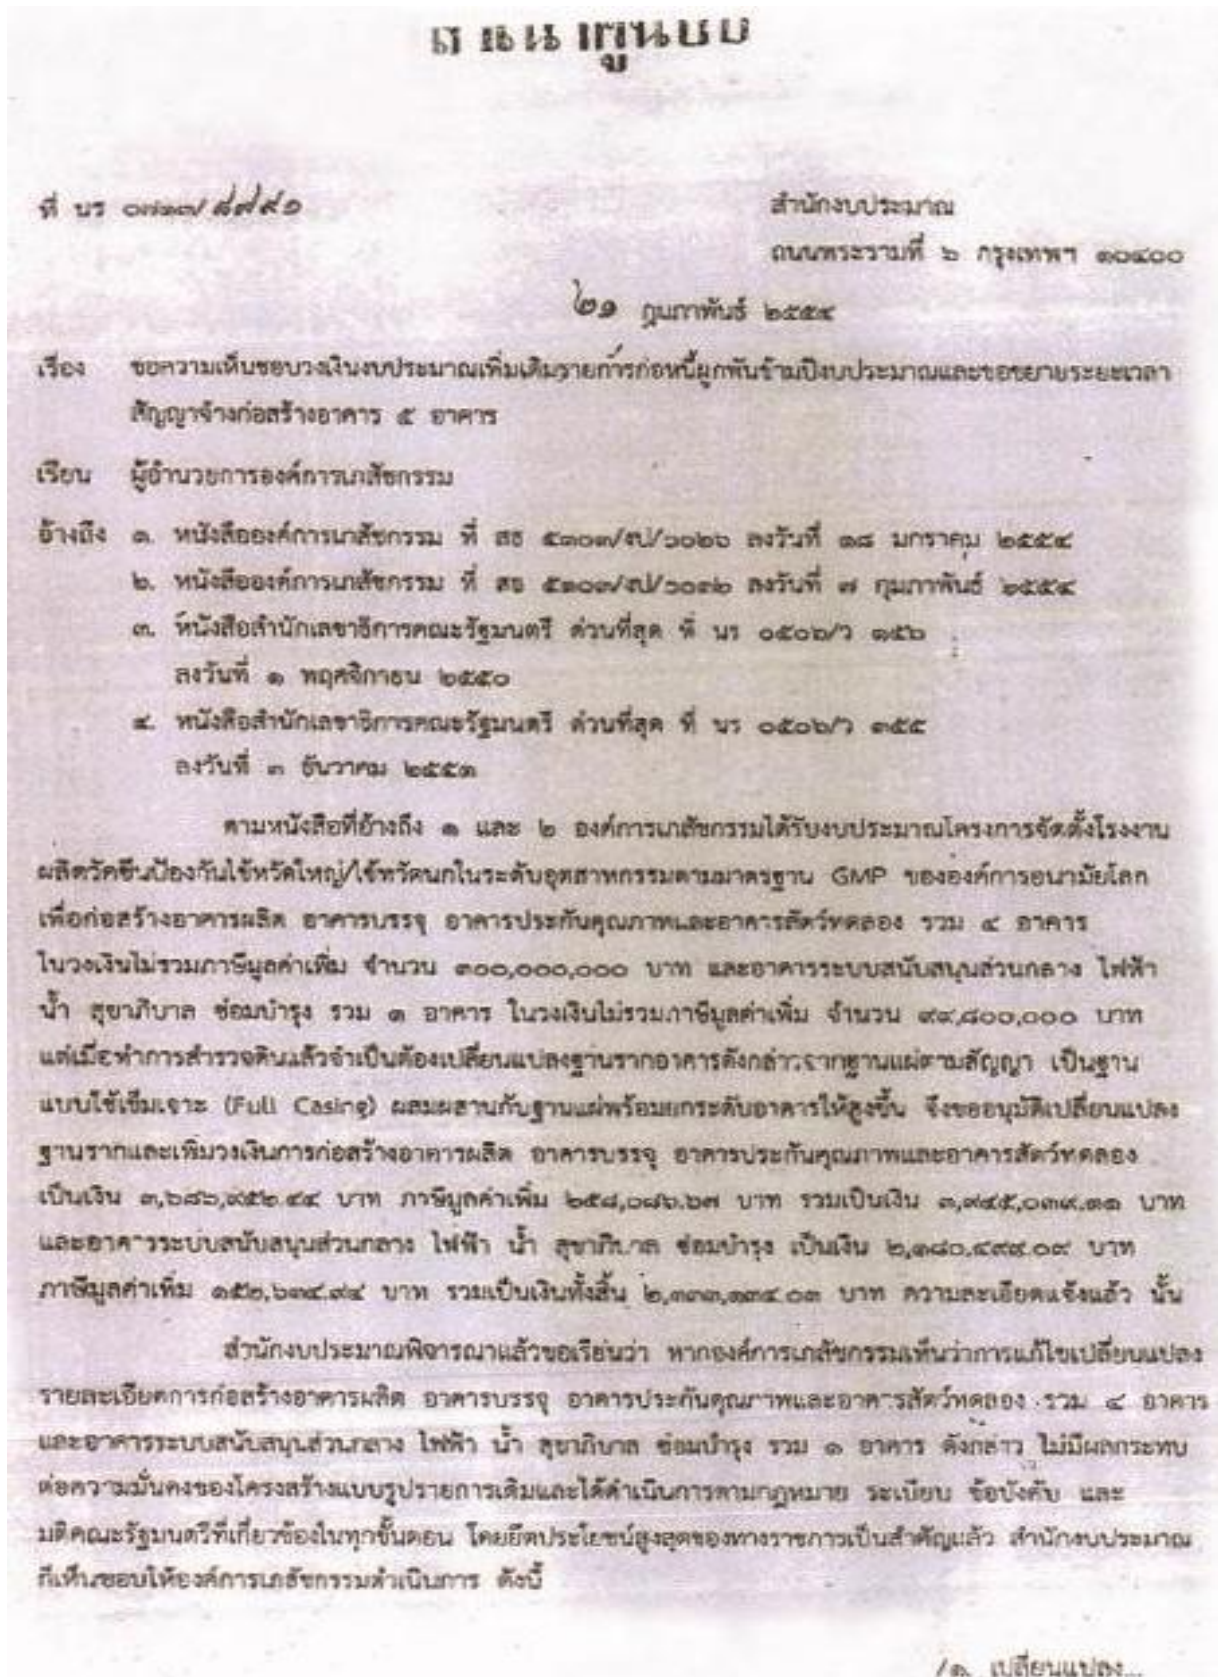 สำเนาคู่ฉบับ
ที่ นร ๐๗๑๗/
สำนักงบประมาณ
ถนนพระรามที่ ๖ กรุงเทพฯ ๑๐๔๐๐
๒๑ กุมภาพันธ์ ๒๕๕๔
เรื่อง ขอความเห็นชอบวงเงินงบประมาณเพิ่มเติมรายการก่อหนี้ผูกพันข้ามปีงบประมาณและขอขยายระยะเวลา
สัญญาจ้างก่อสร้างอาคาร ๕ อาคาร
เรียน ผู้อำนวยการองค์การเภสัชกรรม
อ้างถึง ๑. หนังสือองค์การเภสัชกรรม ที่ สธ ๕๑๐๓/งป/๖๐๒๖ ลงวันที่ ๑๘ มกราคม ๒๕๕๔
๒. หนังสือองค์การเภสัชกรรม ที่ สธ ๕๑๐๓/งป/ ลงวันที่ ๗ กุมภาพันธ์ ๒๕๕๔
๓. หนังสือสำนักเลขาธิการคณะรัฐมนตรี ด่วนที่สุด ที่ นร ๐๕๐๖/ว ๑๕๖
ลงวันที่ ๑ พฤศจิกายน ๒๕๕๐
๔. หนังสือสำนักเลขาธิการคณะรัฐมนตรี ด่วนที่สุด ที่ นร ๐๕๐๖/ว ๓๕๕
ลงวันที่ ๓ ธันวาคม ๒๕๕๑
ตามหนังสือที่อ้างถึง ๑ และ ๒ องค์การเภสัชกรรมได้รับงบประมาณโครงการจัดตั้งโรงงาน
ผลิตวัคซีนป้องกันไข้หวัดใหญ่/ไข้หวัดนกในระดับอุตสาหกรรมตามมาตรฐาน GMP ขององค์การอนามัยโลก
เพื่อก่อสร้างอาคารผลิต อาคารบรรจุ อาคารประกันคุณภาพและอาคารสัตว์ทดลอง รวม ๔ อาคาร
ในวงเงินไม่รวมภาษีมูลค่าเพิ่ม จำนวน ๓๐๐,๐๐๐,๐๐๐ บาท และอาคารระบบสนับสนุนส่วนกลาง ไฟฟ้า
น้ำ สุขาภิบาล ซ่อมบำรุง รวม ๑ อาคาร ในวงเงินไม่รวมภาษีมูลค่าเพิ่ม จำนวน ๙๙,๘๐๐,๐๐๐ บาท
แต่เมื่อทำการสำรวจดินแล้วจำเป็นต้องเปลี่ยนแปลงฐานรากอาคารดังกล่าวจากฐานแผ่ตามสัญญา เป็นฐาน
แบบใช้เข็มเจาะ (Full Casing) ผสมผสานกับฐานแผ่พร้อมยกระดับอาคารให้สูงขึ้น จึงขออนุมัติเปลี่ยนแปลง
ฐานรากและเพิ่มวงเงินการก่อสร้างอาคารผลิต อาคารบรรจุ อาคารประกันคุณภาพและอาคารสัตว์ทดลอง
เป็นเงิน ๓,๖๘๖,๙๕๒.๔๔ บาท ภาษีมูลค่าเพิ่ม ๒๕๘,๐๘๖.๖๗ บาท รวมเป็นเงิน ๓,๙๔๕,๐๓๙.๑๑ บาท
และอาคารระบบสนับสนุนส่วนกลาง ไฟฟ้า น้ำ สุขาภิบาล ซ่อมบำรุง เป็นเงิน ๒,๑๘๐,๔๙๙.๐๙ บาท
ภาษีมูลค่าเพิ่ม ๑๕๒,๖๓๔.๙๔ บาท รวมเป็นเงินทั้งสิ้น ๒,๓๓๓,๑๓๔.๐๓ บาท ความละเอียดแจ้งแล้ว นั้น
สำนักงบประมาณพิจารณาแล้วขอเรียนว่า หากองค์การเภสัชกรรมเห็นว่าการแก้ไขเปลี่ยนแปลง
รายละเอียดการก่อสร้างอาคารผลิต อาคารบรรจุ อาคารประกันคุณภาพและอาคารสัตว์ทดลอง รวม ๔ อาคาร
และอาคารระบบสนับสนุนส่วนกลาง ไฟฟ้า น้ำ สุขาภิบาล ซ่อมบำรุง รวม ๑ อาคาร ดังกล่าว ไม่มีผลกระทบ
ต่อความมั่นคงของโครงสร้างแบบรูปรายการเดิมและได้ดำเนินการตามกฎหมาย ระเบียบ ข้อบังคับ และ
มติคณะรัฐมนตรีที่เกี่ยวข้องในทุกขั้นตอน โดยยึดประโยชน์สูงสุดของทางราชการเป็นสำคัญแล้ว สำนักงบประมาณ
ก็เห็นชอบให้องค์การเภสัชกรรมดำเนินการ ดังนี้
/๑. เปลี่ยนแปลง...